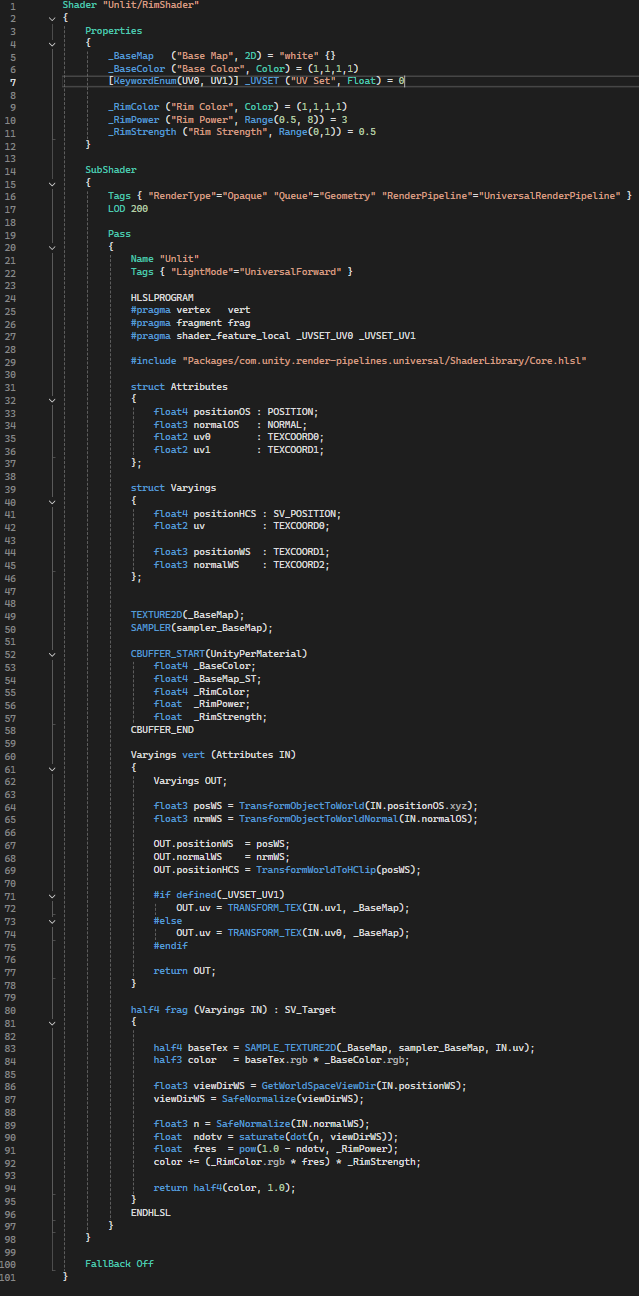 1 Shader "Unlit/RimShader"
2 {
3 Properties
4 {
5 _BaseMap ("Base Map", 2D) = "white" {}
6 _BaseColor ("Base Color", Color) = (1,1,1,1)
7 [KeywordEnum(UV0, UV1)] _UVSET ("UV Set", Float) = 0
8
9 _RimColor ("Rim Color", Color) = (1,1,1,1)
10 _RimPower ("Rim Power", Range(0.5, 8)) = 3
11 _RimStrength ("Rim Strength", Range(0,1)) = 0.5
12 }
13
14 SubShader
15 {
16 Tags { "RenderType"="Opaque" "Queue"="Geometry" "RenderPipeline"="UniversalRenderPipeline" }
17 LOD 200
18
19 Pass
20 {
21 Name "Unlit"
22 Tags { "LightMode"="UniversalForward" }
23
24 HLSLPROGRAM
25 #pragma vertex vert
26 #pragma fragment frag
27 #pragma shader_feature_local _UVSET_UV0 _UVSET_UV1
28
29 #include "Packages/com.unity.render-pipelines.universal/ShaderLibrary/Core.hlsl"
30
31 struct Attributes
32 {
33 float4 positionOS : POSITION;
34 float3 normalOS : NORMAL;
35 float2 uv0 : TEXCOORD0;
36 float2 uv1 : TEXCOORD1;
37 };
38
39 struct Varyings
40 {
41 float4 positionHCS : SV_POSITION;
42 float2 uv : TEXCOORD0;
43
44 float3 positionWS : TEXCOORD1;
45 float3 normalWS : TEXCOORD2;
46 };
47
48
49 TEXTURE2D(_BaseMap);
50 SAMPLER(sampler_BaseMap);
51
52 CBUFFER_START(UnityPerMaterial)
53 float4 _BaseColor;
54 float4 _BaseMap_ST;
55 float4 _RimColor;
56 float _RimPower;
57 float _RimStrength;
58 CBUFFER_END
59
60 Varyings vert (Attributes IN)
61 {
62 Varyings OUT;
63
64 float3 posWS = TransformObjectToWorld(IN.positionOS.xyz);
65 float3 nrmWS = TransformObjectToWorldNormal(IN.normalOS);
66
67 OUT.positionWS = posWS;
68 OUT.normalWS = nrmWS;
69 OUT.positionHCS = TransformWorldToHClip(posWS);
70
71 #if defined(_UVSET_UV1)
72 OUT.uv = TRANSFORM_TEX(IN.uv1, _BaseMap);
73 #else
74 OUT.uv = TRANSFORM_TEX(IN.uv0, _BaseMap);
75 #endif
76
77 return OUT;
78 }
79
80 half4 frag (Varyings IN) : SV_Target
81 {
82
83 half4 baseTex = SAMPLE_TEXTURE2D(_BaseMap, sampler_BaseMap, IN.uv);
84 half3 color = baseTex.rgb * _BaseColor.rgb;
85
86 float3 viewDirWS = GetWorldSpaceViewDir(IN.positionWS);
87 viewDirWS = SafeNormalize(viewDirWS);
88
89 float3 n = SafeNormalize(IN.normalWS);
90 float ndotv = saturate(dot(n, viewDirWS));
91 float fres = pow(1.0 - ndotv, _RimPower);
92 color += (_RimColor.rgb * fres) * _RimStrength;
93
94 return half4(color, 1.0);
95 }
96 ENDHLSL
97 }
98 }
99
100 FallBack Off
101 }